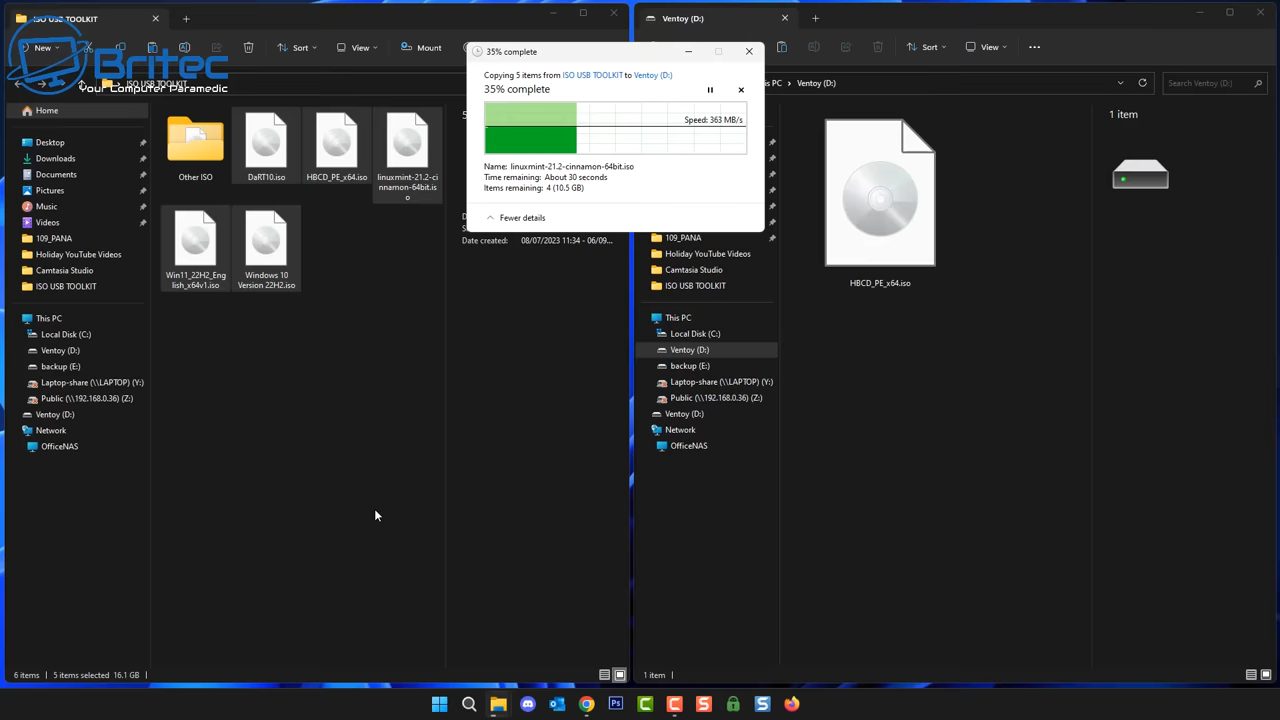 ISO USB TOOLKIT
New
Sort
View
Mount
Britec
Your Computer Paramedic
ISO USB TOOLKIT
Home
Desktop
Downloads
Documents
Pictures
Music
Videos
109_PANA
Holiday YouTube Videos
Camtasia Studio
ISO USB TOOLKIT
This PC
Local Disk (C:)
Ventoy (D:)
backup (E:)
Laptop-share (\\LAPTOP) (Y:)
Public (\\192.168.0.36) (Z:)
Ventoy (D:)
Network
OfficeNAS
Other ISO
DaRT10.iso
HBCD_PE_x64.iso
linuxmint-21.2-ci
nnamon-64bit.is
o
Win11_22H2_Eng
lish_x64v1.iso
Windows 10
Version 22H2.iso
Date created:
08/07/2023 11:34 - 06/09...
6 items
5 items selected 16.1 GB
35% complete
Copying 5 items from ISO USB TOOLKIT to Ventoy (D:)
35% complete
Speed: 363 MB/s
Name: linuxmint-21.2-cinnamon-64bit.iso
Time remaining: About 30 seconds
Items remaining: 4 (10.5 GB)
Fewer details
Ventoy (D:)
Sort
View
PC
Ventoy (D:)
Search Ventoy (D:)
109_PANA
Holiday YouTube Videos
Camtasia Studio
ISO USB TOOLKIT
This PC
Local Disk (C:)
Ventoy (D:)
backup (E:)
Laptop-share (\\LAPTOP) (Y:)
Public (\\192.168.0.36) (Z:)
Ventoy (D:)
Network
OfficeNAS
HBCD_PE_x64.iso
1 item
1 item
Ps
C
C
S
S